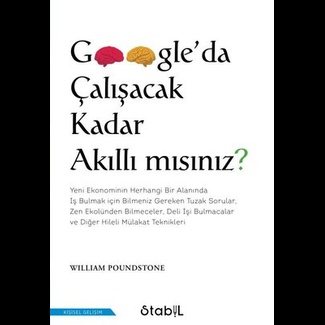 Google'da
Çalışacak
Kadar
Akıllı mısınız?
Yeni Ekonominin Herhangi Bir Alanında
İş Bulmak için Bilmeniz Gereken Tuzak Sorular,
Zen Ekolünden Bilmeceler, Deli İşi Bulmacalar
ve Diğer Hileli Mülakat Teknikleri
WILLIAM POUNDSTONE
KİŞİSEL GELİŞİM
StabiL